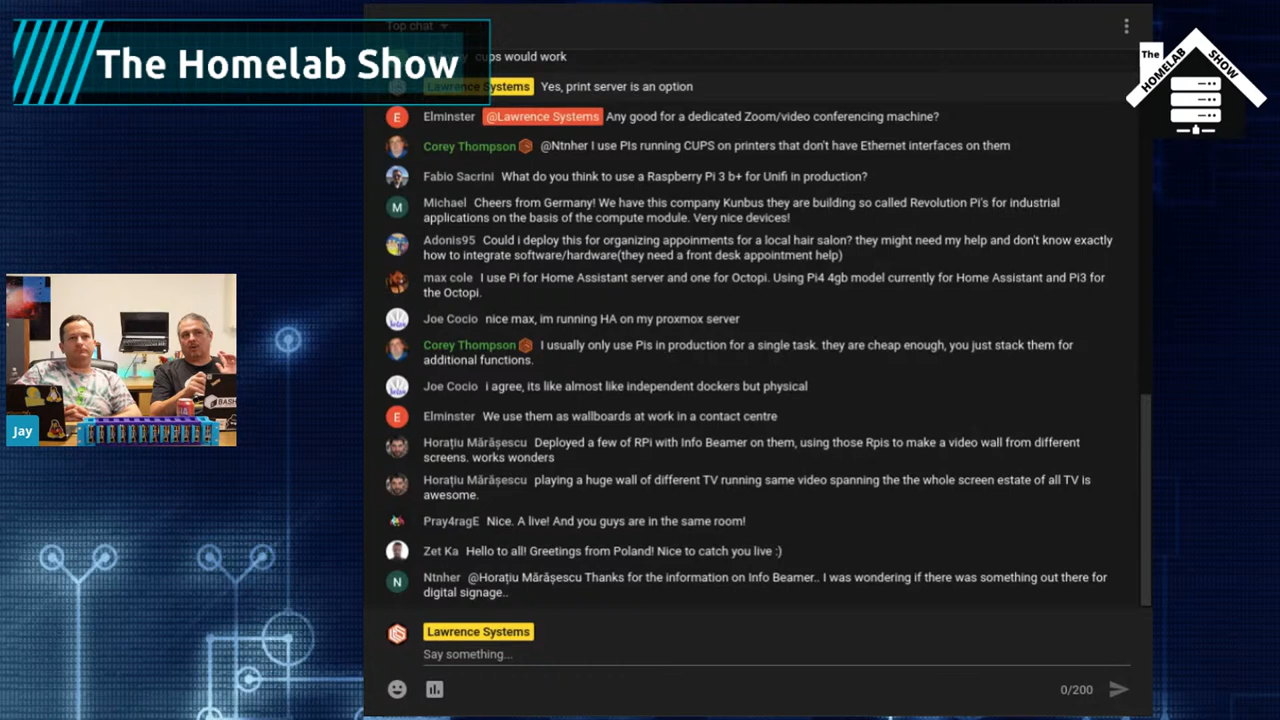 The Homelab Show
Top chat
cups would work
Lawrence Systems Yes, print server is an option
E Elminster @Lawrence Systems Any good for a dedicated Zoom/video conferencing machine?
Corey Thompson @Ntnher I use PIs running CUPS on printers that don't have Ethernet interfaces on them
Fabio Sacrini What do you think to use a Raspberry Pi 3 b+ for Unifi in production?
M Michael Cheers from Germany! We have this company Kunbus they are building so called Revolution Pi's for industrial
applications on the basis of the compute module. Very nice devices!
Adonis95 Could i deploy this for organizing appoinments for a local hair salon? they might need my help and don't know exactly
how to integrate software/hardware(they need a front desk appointment help)
max cole I use Pi for Home Assistant server and one for Octopi. Using Pi4 4gb model currently for Home Assistant and Pi3 for
the Octopi.
Joe Cocio nice max, im running HA on my proxmox server
Corey Thompson I usually only use Pis in production for a single task. they are cheap enough, you just stack them for
additional functions.
Joe Cocio i agree, its like almost like independent dockers but physical
E Elminster We use them as wallboards at work in a contact centre
Horațiu Mărășescu Deployed a few of RPi with Info Beamer on them, using those Rpis to make a video wall from different
screens. works wonders
Horațiu Mărășescu playing a huge wall of different TV running same video spanning the the whole screen estate of all TV is
awesome.
Pray4ragE Nice. A live! And you guys are in the same room!
Zet Ka Hello to all! Greetings from Poland! Nice to catch you live :)
N Ntnher @Horațiu Mărășescu Thanks for the information on Info Beamer.. I was wondering if there was something out there for
digital signage..
Lawrence Systems
Say something...
0/200
The
HOMELAB
SHOW
BASH
Jay